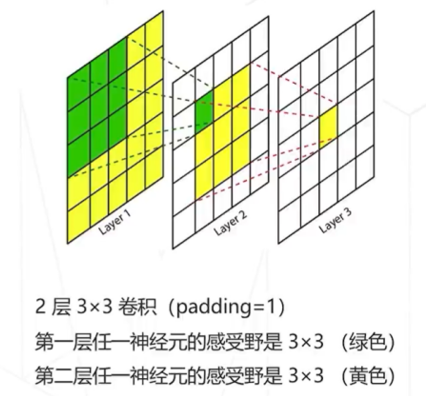 Layer 1
Layer 2
Layer 3
2 层 3×3 卷积（padding=1）
第一层任一神经元的感受野是 3×3 （绿色）
第二层任一神经元的感受野是 3×3 （黄色）